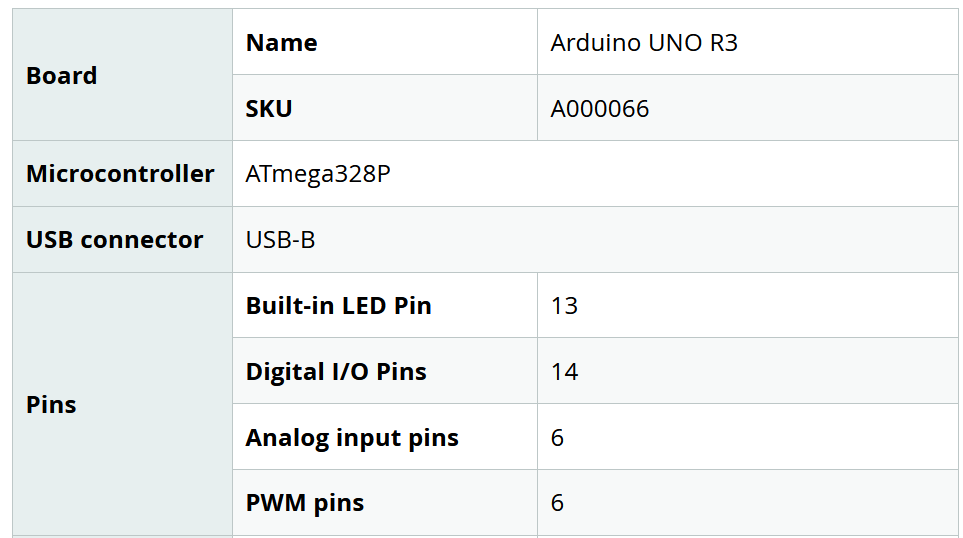 Board
Name
Arduino UNO R3
SKU
A000066
Microcontroller
ATmega328P
USB connector
USB-B
Pins
Built-in LED Pin
13
Digital I/O Pins
14
Analog input pins
6
PWM pins
6